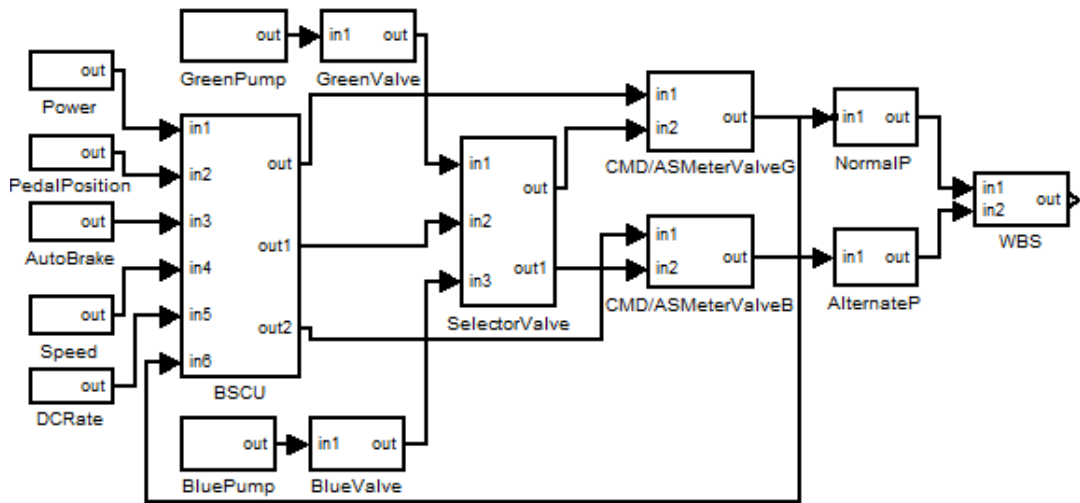 out
GreenPump
in1 out
GreenValve
out
Power
out
PedalPosition
out
AutoBrake
out
Speed
out
DCRate
in1
in2
in3
in4
in5
in6
out
out1
out2
BSCU
out
BluePump
in1 out
BlueValve
in1
in2
in3
out
out1
SelectorValve
in1
in2
out
CMD/ASMeterValveG
in1
in2
out
CMD/ASMeterValveB
in1 out
NormalP
in1 out
AlternateP
in1
in2
out
WBS